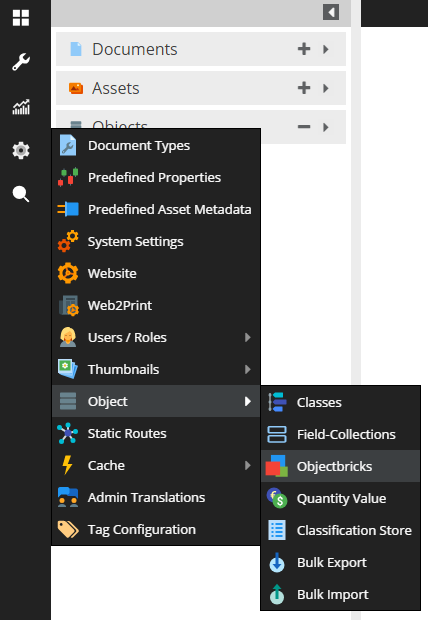 Documents
Assets
Objects
Document Types
Predefined Properties
Predefined Asset Metadata
System Settings
Website
Web2Print
Users / Roles
Thumbnails
Object
Static Routes
Cache
Admin Translations
Tag Configuration
Classes
Field-Collections
Objectbricks
Quantity Value
Classification Store
Bulk Export
Bulk Import